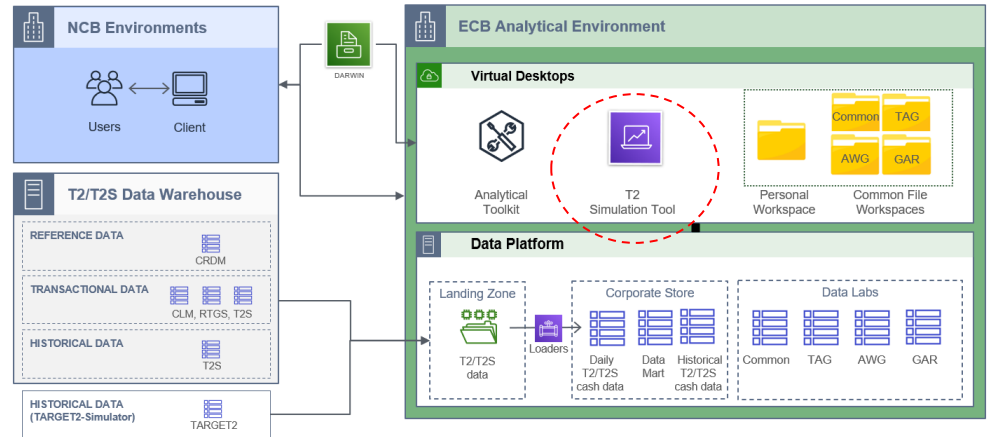 NCB Environments
Users
Client
DARWIN
T2/T2S Data Warehouse
REFERENCE DATA
CRDM
TRANSACTIONAL DATA
CLM, RTGS, T2S
HISTORICAL DATA
T2S
HISTORICAL DATA
(TARGET2-Simulator)
TARGET2
ECB Analytical Environment
Virtual Desktops
Analytical
Toolkit
T2
Simulation Tool
Common
TAG
AWG
GAR
Personal
Workspace
Common File
Workspaces
Data Platform
Landing Zone
T2/T2S
data
Loaders
Corporate Store
Daily
T2/T2S
cash data
Data
Mart
Historical
T2/T2S
cash data
Data Labs
Common
TAG
AWG
GAR